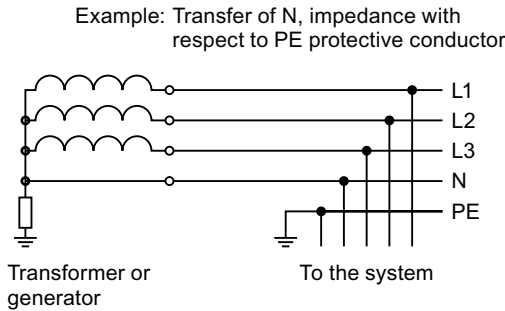 Example: Transfer of N, impedance with
respect to PE protective conductor
L1
L2
L3
N
PE
Transformer or
generator
To the system